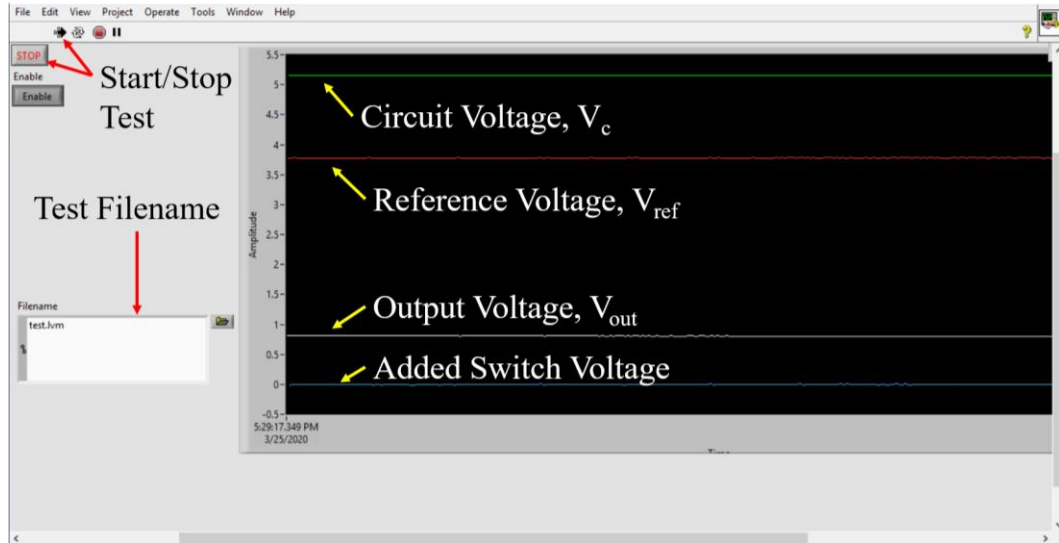 File Edit View Project Operate Tools Window Help
STOP
Enable
Enable
Start/Stop
Test
Test Filename
Filename
test.lvm
Amplitude
5.5
5
4.5
4
3.5
3
2.5
2
1.5
1
0.5
0
-0.5
Circuit Voltage, Vc
Reference Voltage, Vref
Output Voltage, Vout
Added Switch Voltage
5:29:17.349 PM
3/25/2020
Time